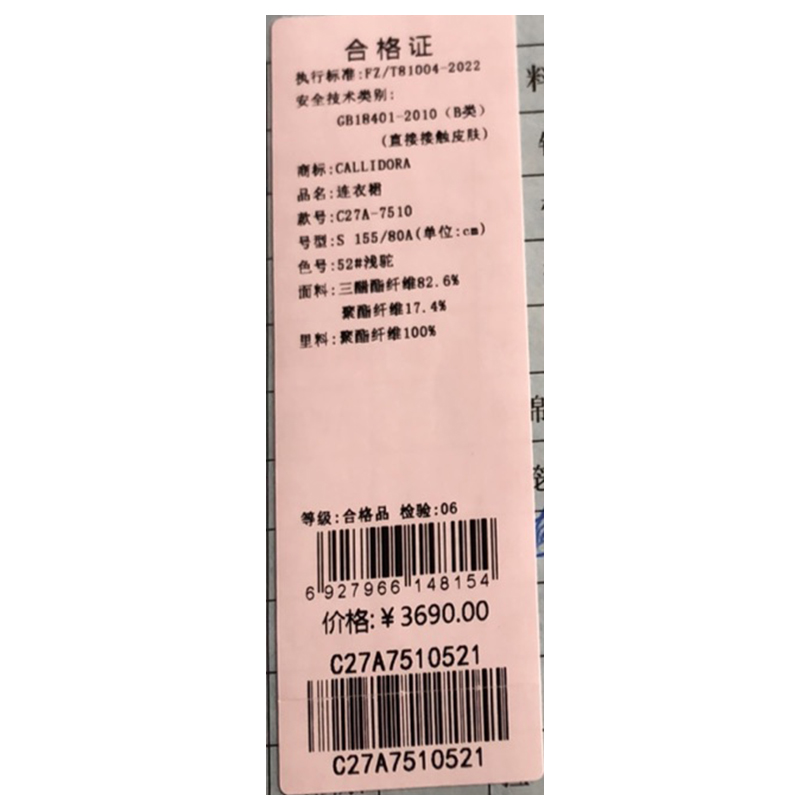 合格证
执行标准:FZ/T81004-2022
安全技术类别:
GB18401-2010 (B类)
(直接接触皮肤)
商标:CALLIDORA
品名:连衣裙
款号:C27A-7510
号型:S 155/80A(单位:cm)
色号:52#浅驼
面料:三醋酯纤维82.6%
聚酯纤维17.4%
里料:聚酯纤维100%
等级:合格品 检验:06
6 927966 148154
价格:¥3690.00
C27A7510521
C27A7510521
料